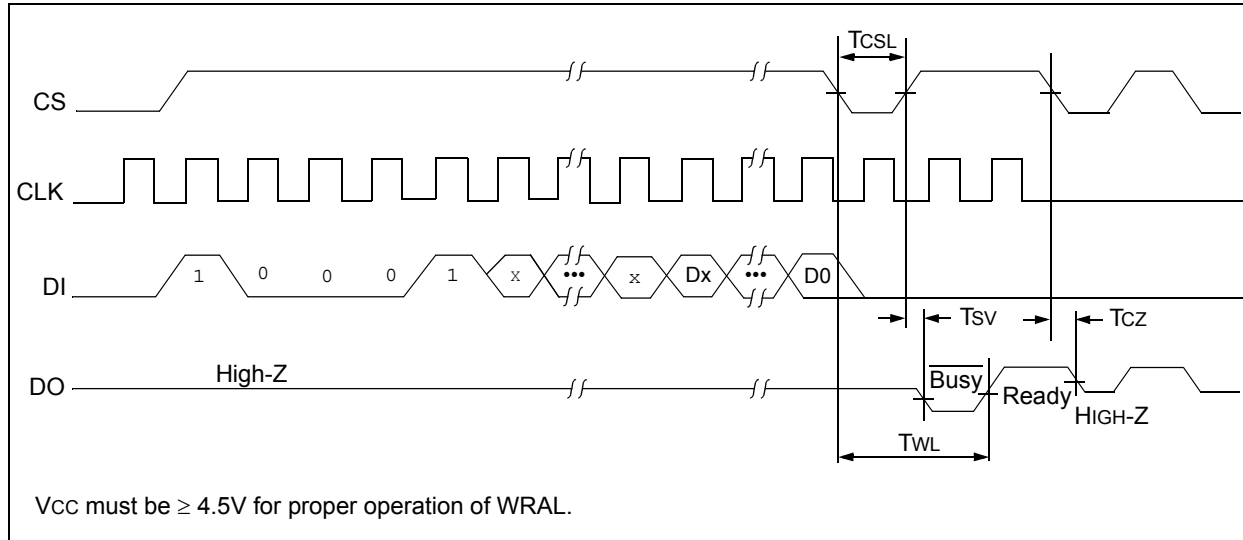 TCSL
CS
CLK
DI 1 0 0 0 1 x ••• x Dx ••• D0
TSV TCZ
DO High-Z Busy Ready HIGH-Z
TWL
VCC must be ≥ 4.5V for proper operation of WRAL.